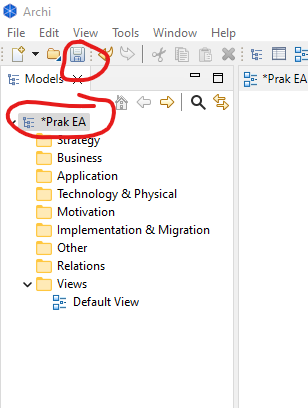 Archi
File Edit View Tools Window Help
Models
*Prak EA
*Prak EA
Strategy
Business
Application
Technology & Physical
Motivation
Implementation & Migration
Other
Relations
Views
Default View